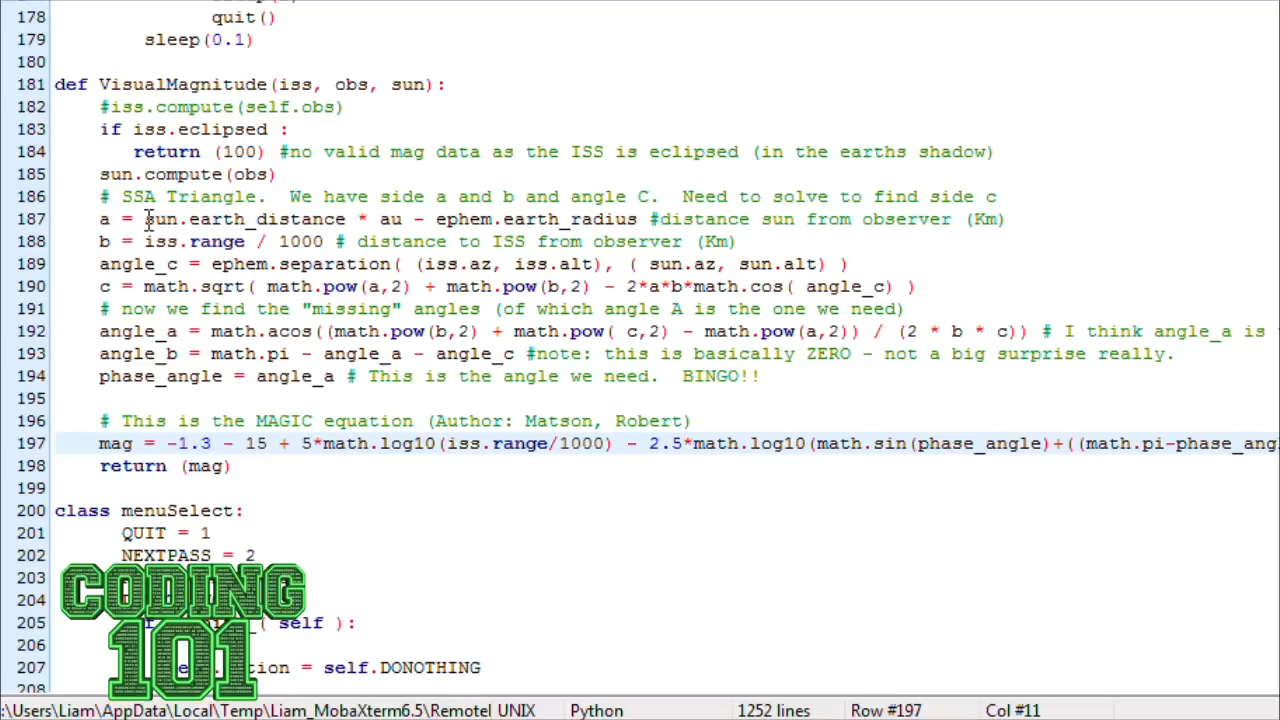 178 quit()
179 sleep(0.1)
180
181 def VisualMagnitude(iss, obs, sun):
182 #iss.compute(self.obs)
183 if iss.eclipsed :
184 return (100) #no valid mag data as the ISS is eclipsed (in the earths shadow)
185 sun.compute(obs)
186 # SSA Triangle.  We have side a and b and angle C.  Need to solve to find side c
187 a = sun.earth_distance * au - ephem.earth_radius #distance sun from observer (Km)
188 b = iss.range / 1000 # distance to ISS from observer (Km)
189 angle_c = ephem.separation( (iss.az, iss.alt), ( sun.az, sun.alt) )
190 c = math.sqrt( math.pow(a,2) + math.pow(b,2) - 2*a*b*math.cos( angle_c) )
191 # now we find the "missing" angles (of which angle A is the one we need)
192 angle_a = math.acos((math.pow(b,2) + math.pow( c,2) - math.pow(a,2)) / (2 * b * c)) # I think angle_a is
193 angle_b = math.pi - angle_a - angle_c #note: this is basically ZERO - not a big surprise really.
194 phase_angle = angle_a # This is the angle we need.  BINGO!!
195
196 # This is the MAGIC equation (Author: Matson, Robert)
197 mag = -1.3 - 15 + 5*math.log10(iss.range/1000) - 2.5*math.log10(math.sin(phase_angle)+((math.pi-phase_ang
198 return (mag)
199
200 class menuSelect:
201 QUIT = 1
202 NEXTPASS = 2
203
204
205 self ):
206
207 = self.DONOTHING
208
CODING
101
:\Users\Liam\AppData\Local\Temp\Liam_MobaXterm6.5\Remotel UNIX Python 1252 lines Row #197 Col #11